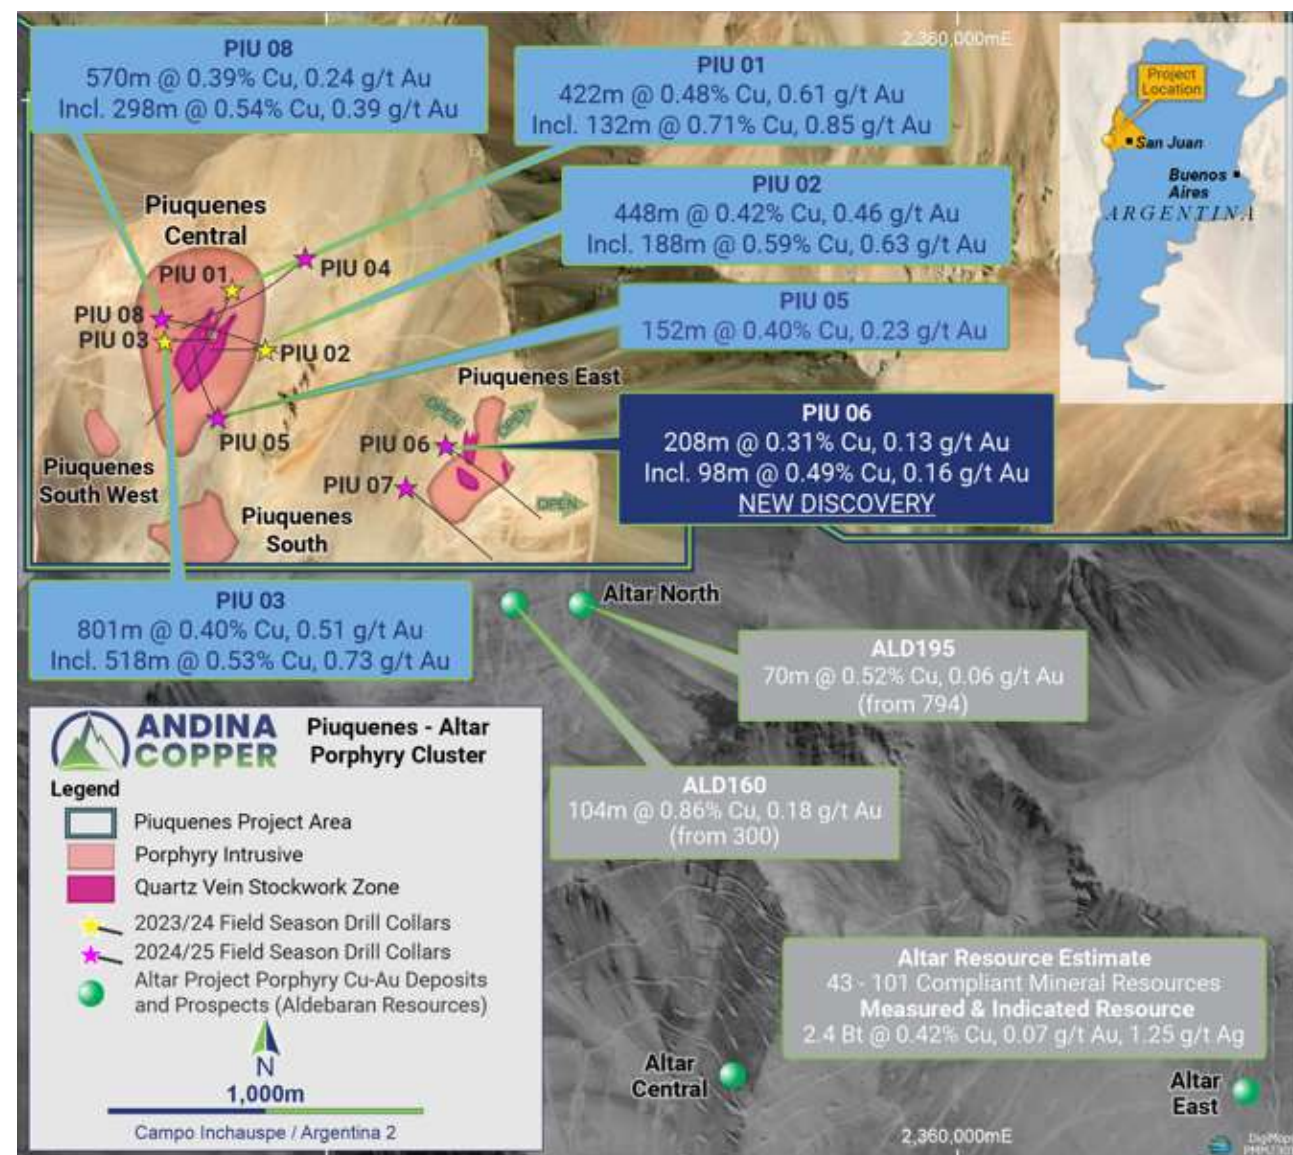 PIU 08
570m @ 0.39% Cu, 0.24 g/t Au
Incl. 298m @ 0.54% Cu, 0.39 g/t Au
PIU 01
422m @ 0.48% Cu, 0.61 g/t Au
Incl. 132m @ 0.71% Cu, 0.85 g/t Au
2,360,000mE
Project
Location
San Juan
Buenos
Aires
ARGENTINA
PIU 02
448m @ 0.42% Cu, 0.46 g/t Au
Incl. 188m @ 0.59% Cu, 0.63 g/t Au
PIU 05
152m @ 0.40% Cu, 0.23 g/t Au
Piuquenes
Central
PIU 01
PIU 04
PIU 08
PIU 03
PIU 02
PIU 05
Piuquenes East
OPEN
OPEN
PIU 06
PIU 07
OPEN
Piuquenes
South West
Piuquenes
South
PIU 06
208m @ 0.31% Cu, 0.13 g/t Au
Incl. 98m @ 0.49% Cu, 0.16 g/t Au
NEW DISCOVERY
PIU 03
801m @ 0.40% Cu, 0.51 g/t Au
Incl. 518m @ 0.53% Cu, 0.73 g/t Au
Altar North
ALD195
70m @ 0.52% Cu, 0.06 g/t Au
(from 794)
ALD160
104m @ 0.86% Cu, 0.18 g/t Au
(from 300)
ANDINA
COPPER
Piuquenes - Altar
Porphyry Cluster
Legend
Piuquenes Project Area
Porphyry Intrusive
Quartz Vein Stockwork Zone
2023/24 Field Season Drill Collars
2024/25 Field Season Drill Collars
Altar Project Porphyry Cu-Au Deposits
and Prospects (Aldebaran Resources)
N
1,000m
Campo Inchauspe / Argentina 2
Altar Resource Estimate
43 - 101 Compliant Mineral Resources
Measured & Indicated Resource
2.4 Bt @ 0.42% Cu, 0.07 g/t Au, 1.25 g/t Ag
Altar
Central
Altar
East
2,360,000mE